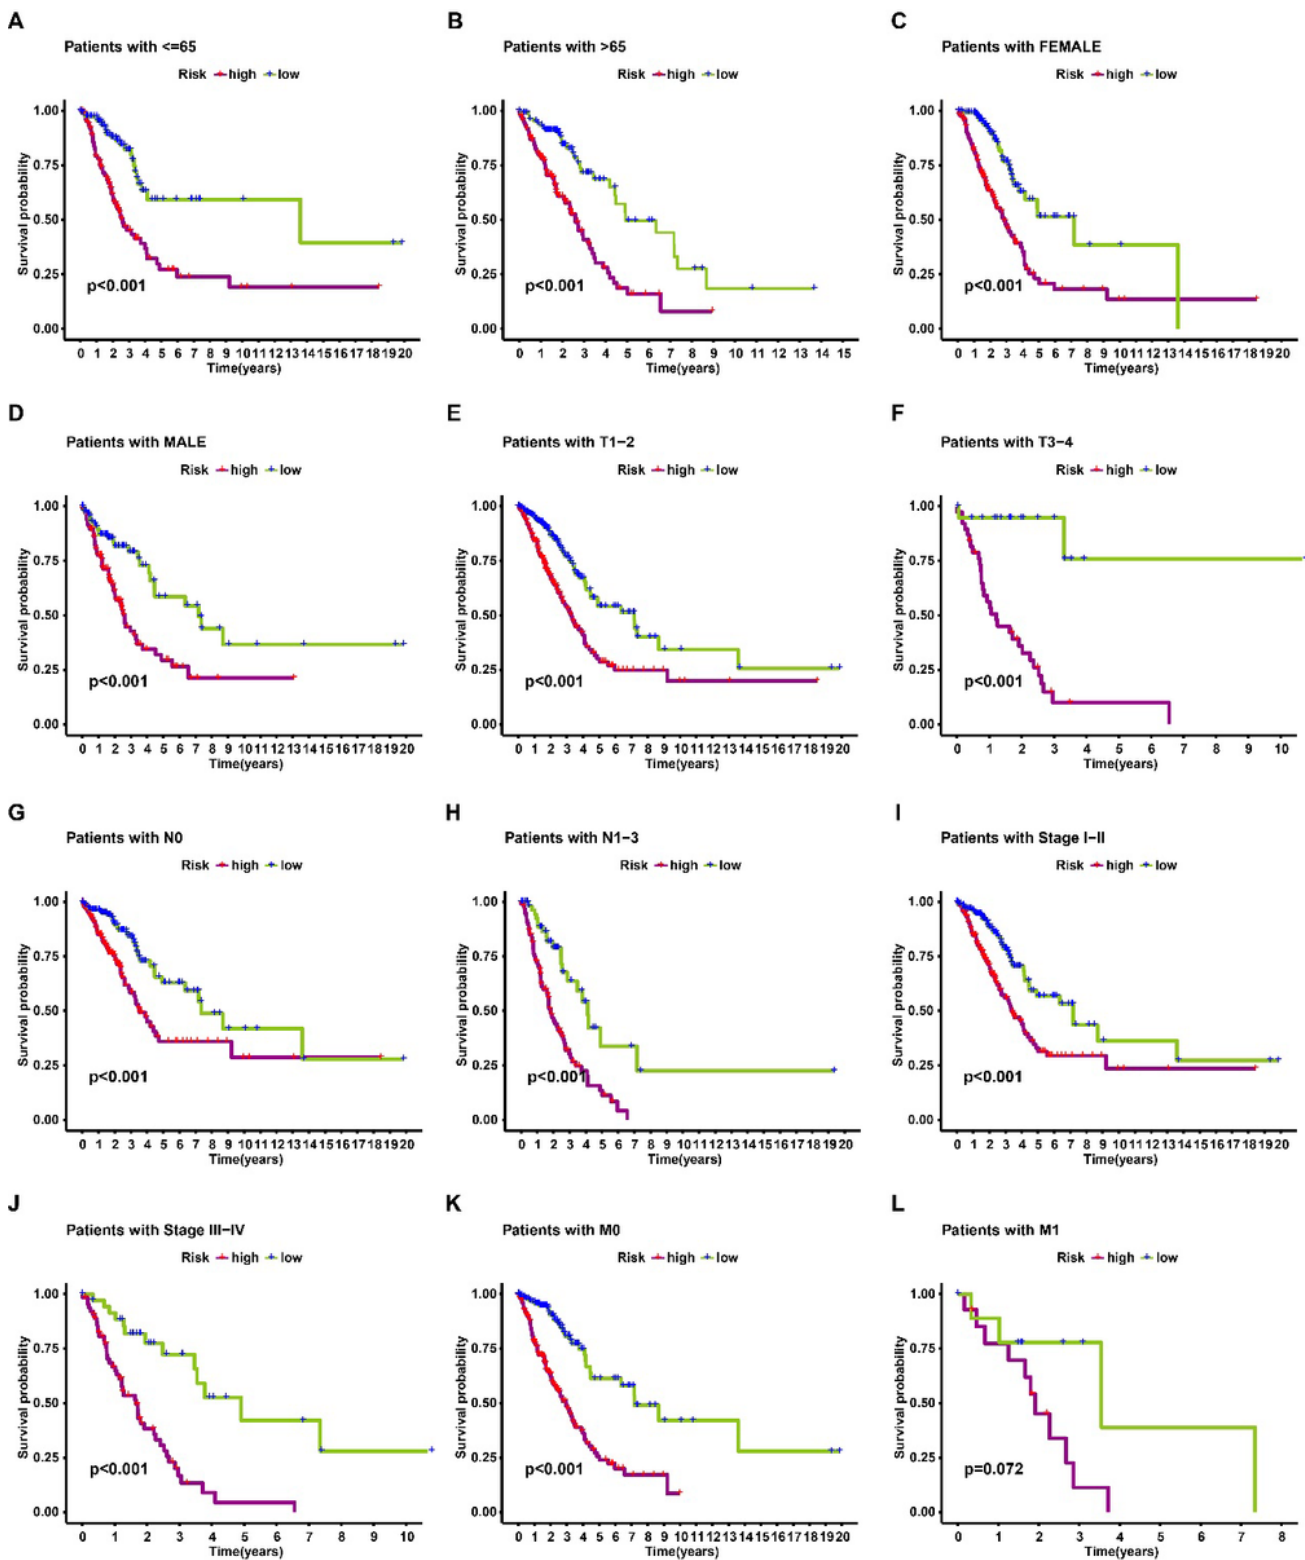 A
Patients with <=65
Risk high low
Survival probability
1.00
0.75
0.50
0.25
0.00
p<0.001
0 1 2 3 4 5 6 7 8 9 10 11 12 13 14 15 16 17 18 19 20
Time(years)
B
Patients with >65
Risk high low
Survival probability
1.00
0.75
0.50
0.25
0.00
p<0.001
0 1 2 3 4 5 6 7 8 9 10 11 12 13 14 15
Time(years)
C
Patients with FEMALE
Risk high low
Survival probability
1.00
0.75
0.50
0.25
0.00
p<0.001
0 1 2 3 4 5 6 7 8 9 10 11 12 13 14 15 16 17 18 19 20
Time(years)
D
Patients with MALE
Risk high low
Survival probability
1.00
0.75
0.50
0.25
0.00
p<0.001
0 1 2 3 4 5 6 7 8 9 10 11 12 13 14 15 16 17 18 19 20
Time(years)
E
Patients with T1−2
Risk high low
Survival probability
1.00
0.75
0.50
0.25
0.00
p<0.001
0 1 2 3 4 5 6 7 8 9 10 11 12 13 14 15 16 17 18 19 20
Time(years)
F
Patients with T3−4
Risk high low
Survival probability
1.00
0.75
0.50
0.25
0.00
p<0.001
0 1 2 3 4 5 6 7 8 9 10
Time(years)
G
Patients with N0
Risk high low
Survival probability
1.00
0.75
0.50
0.25
0.00
p<0.001
0 1 2 3 4 5 6 7 8 9 10 11 12 13 14 15 16 17 18 19 20
Time(years)
H
Patients with N1−3
Risk high low
Survival probability
1.00
0.75
0.50
0.25
0.00
p<0.001
0 1 2 3 4 5 6 7 8 9 10 11 12 13 14 15 16 17 18 19 20
Time(years)
I
Patients with Stage I−II
Risk high low
Survival probability
1.00
0.75
0.50
0.25
0.00
p<0.001
0 1 2 3 4 5 6 7 8 9 10 11 12 13 14 15 16 17 18 19 20
Time(years)
J
Patients with Stage III−IV
Risk high low
Survival probability
1.00
0.75
0.50
0.25
0.00
p<0.001
0 1 2 3 4 5 6 7 8 9 10
Time(years)
K
Patients with M0
Risk high low
Survival probability
1.00
0.75
0.50
0.25
0.00
p<0.001
0 1 2 3 4 5 6 7 8 9 10 11 12 13 14 15 16 17 18 19 20
Time(years)
L
Patients with M1
Risk high low
Survival probability
1.00
0.75
0.50
0.25
0.00
p=0.072
0 1 2 3 4 5 6 7 8
Time(years)